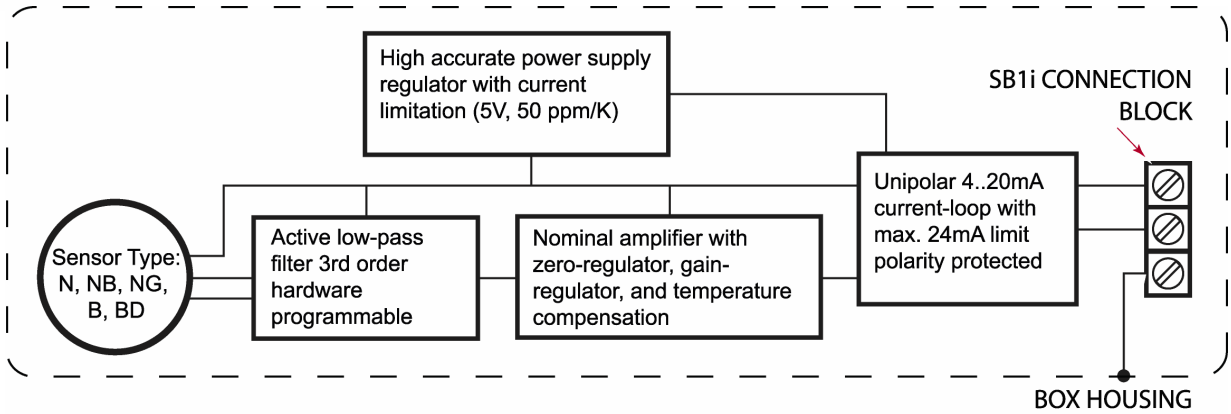 High accurate power supply
regulator with current
limitation (5V, 50 ppm/K)
SB1i CONNECTION
BLOCK
Sensor Type:
N, NB, NG,
B, BD
Active low-pass
filter 3rd order
hardware
programmable
Nominal amplifier with
zero-regulator, gain-
regulator, and temperature
compensation
Unipolar 4..20mA
current-loop with
max. 24mA limit
polarity protected
BOX HOUSING